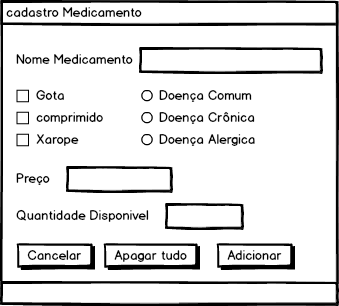 cadastro Medicamento
Nome Medicamento
Gota Doença Comum
comprimido Doença Crônica
Xarope Doença Alergica
Preço
Quantidade Disponivel
Cancelar Apagar tudo Adicionar